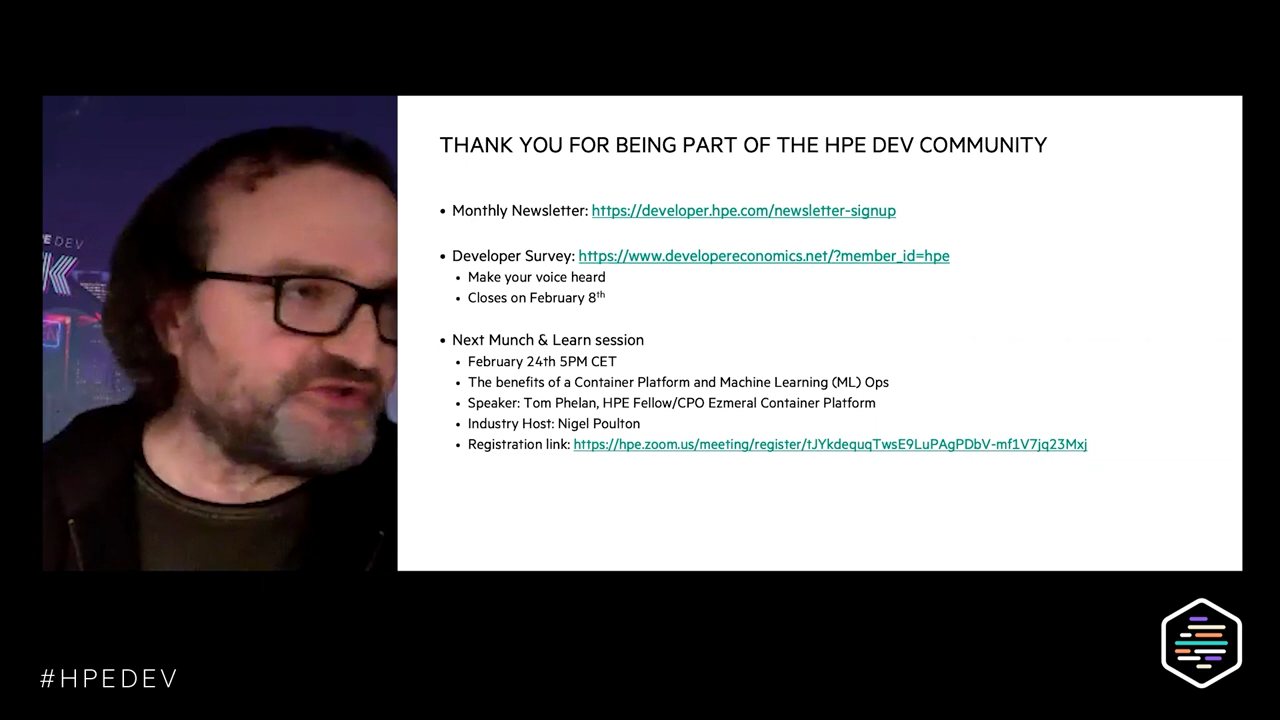 THANK YOU FOR BEING PART OF THE HPE DEV COMMUNITY
• Monthly Newsletter: https://developer.hpe.com/newsletter-signup
• Developer Survey: https://www.developereconomics.net/?member_id=hpe
• Make your voice heard
• Closes on February 8th
• Next Munch & Learn session
• February 24th 5PM CET
• The benefits of a Container Platform and Machine Learning (ML) Ops
• Speaker: Tom Phelan, HPE Fellow/CPO Ezmeral Container Platform
• Industry Host: Nigel Poulton
• Registration link: https://hpe.zoom.us/meeting/register/tJYkdequqTwsE9LuPAgPDbV-mf1V7jq23Mxj
E DEV
K
#HPEDEV